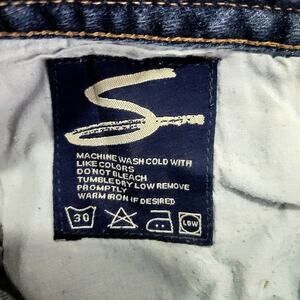 S
MACHINE WASH COLD WITH
LIKE COLORS
DO NOT BLEACH
TUMBLE DRY LOW REMOVE
PROMPTLY
WARM IRON IF DESIRED
30 LOW